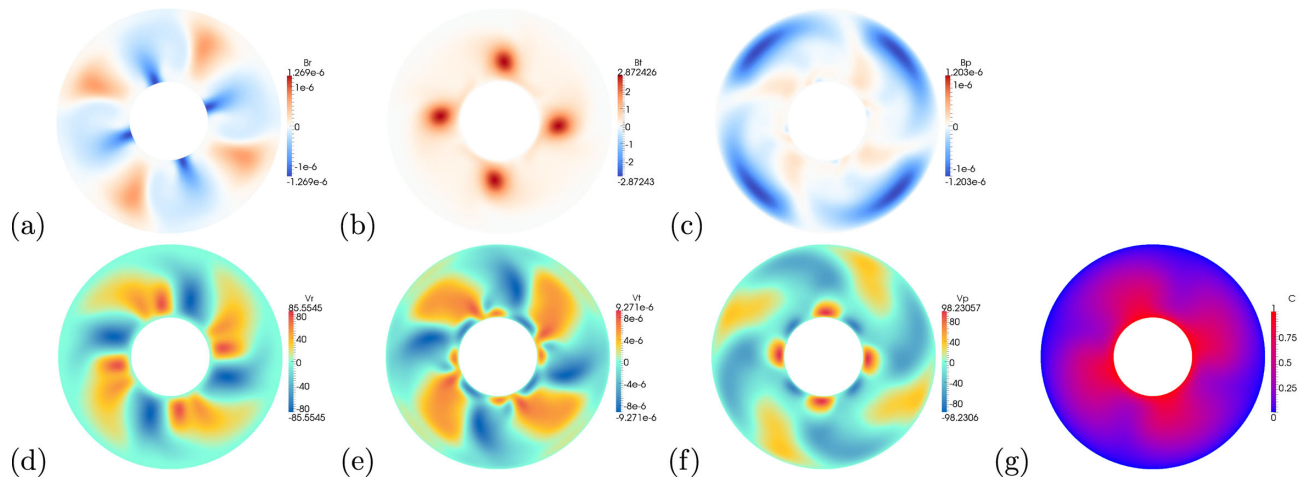 Br
1.269e-6
1e-6
0
-1e-6
-1.269e-6
(a)
Bt
2.872426
2
1
0
-1
-2
-2.87243
(b)
Bp
1.203e-6
1e-6
0
-1e-6
-1.203e-6
(c)
Vr
85.5545
80
40
0
-40
-80
-85.5545
(d)
Vt
9.271e-6
8e-6
4e-6
0
-4e-6
-8e-6
-9.271e-6
(e)
Vp
98.23057
80
40
0
-40
-80
-98.2306
(f)
C
1
0.75
0.5
0.25
0
(g)